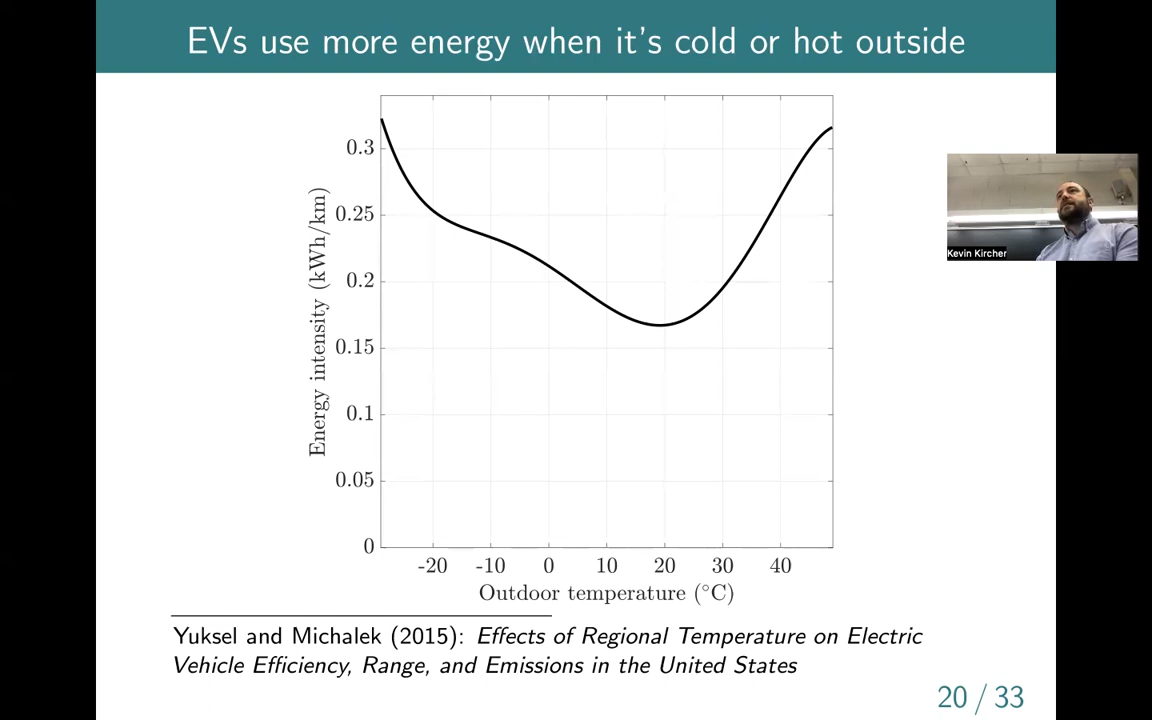 EVs use more energy when it's cold or hot outside
0.3
0.25
0.2
0.15
0.1
0.05
0
Energy intensity (kWh/km)
-20 -10 0 10 20 30 40
Outdoor temperature (°C)
Kevin Kircher
Yuksel and Michalek (2015): Effects of Regional Temperature on Electric
Vehicle Efficiency, Range, and Emissions in the United States
20 / 33